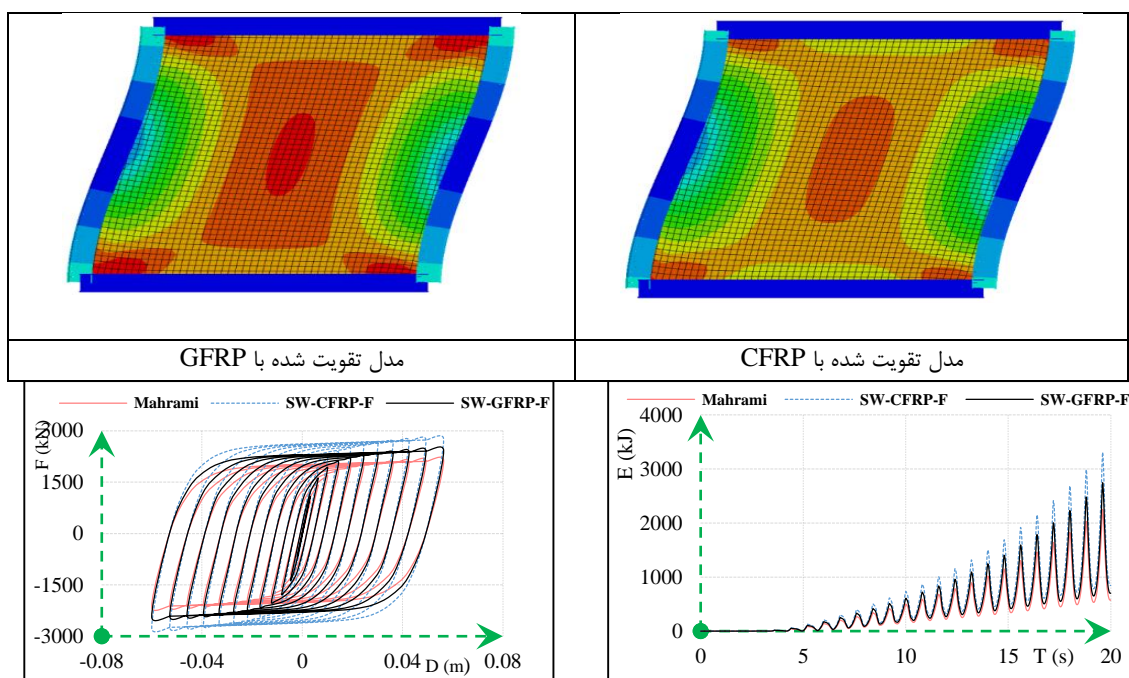 مدل تقویت شده با GFRP
مدل تقویت شده با CFRP
Mahrami SW-CFRP-F SW-GFRP-F
F (kN)
3000
1500
0
-1500
-3000
-0.08 -0.04 0 0.04 D (m) 0.08
Mahrami SW-CFRP-F SW-GFRP-F
E (kJ)
4000
3000
2000
1000
0
0 5 10 15 T (s) 20